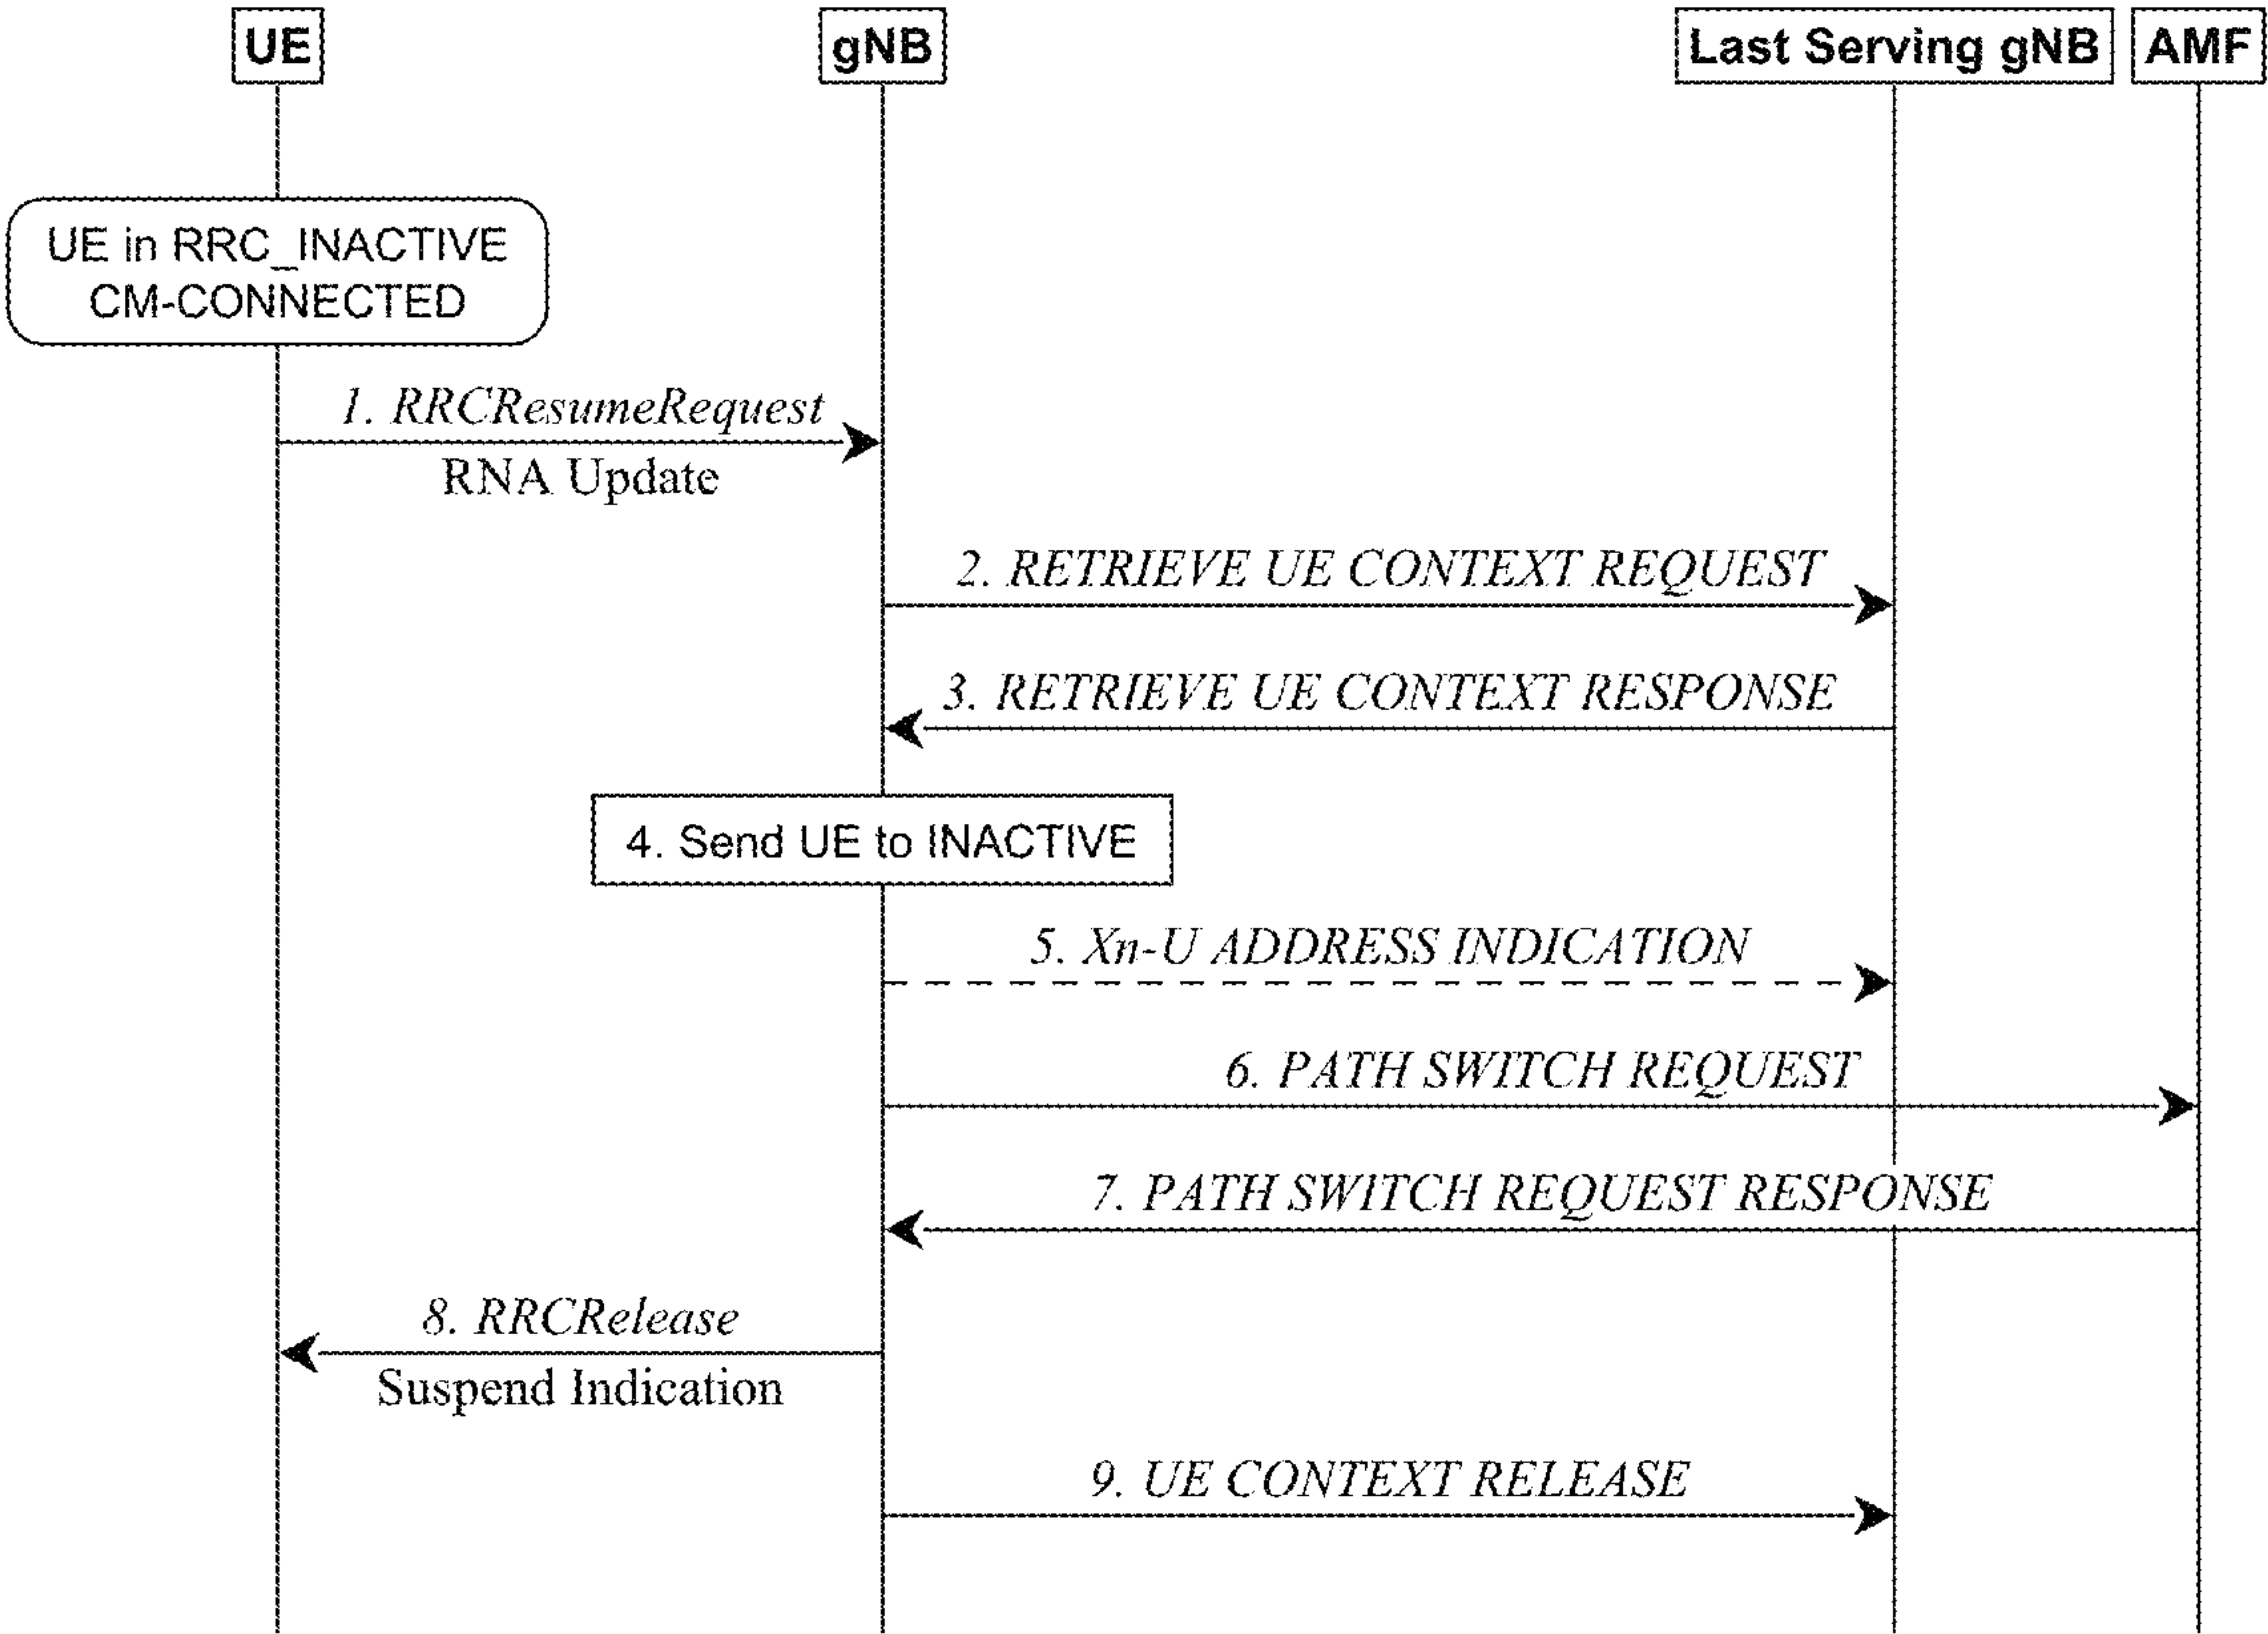 UE
gNB
Last Serving gNB
AMF
UE in RRC_INACTIVE
CM-CONNECTED
1. RRCResumeRequest
RNA Update
2. RETRIEVE UE CONTEXT REQUEST
3. RETRIEVE UE CONTEXT RESPONSE
4. Send UE to INACTIVE
5. Xn-U ADDRESS INDICATION
6. PATH SWITCH REQUEST
7. PATH SWITCH REQUEST RESPONSE
8. RRCRelease
Suspend Indication
9. UE CONTEXT RELEASE